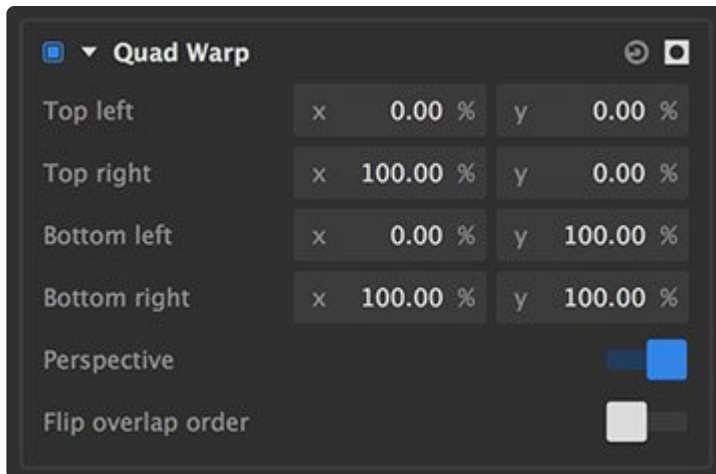 Quad Warp
Top left x 0.00 % y 0.00 %
Top right x 100.00 % y 0.00 %
Bottom left x 0.00 % y 100.00 %
Bottom right x 100.00 % y 100.00 %
Perspective
Flip overlap order